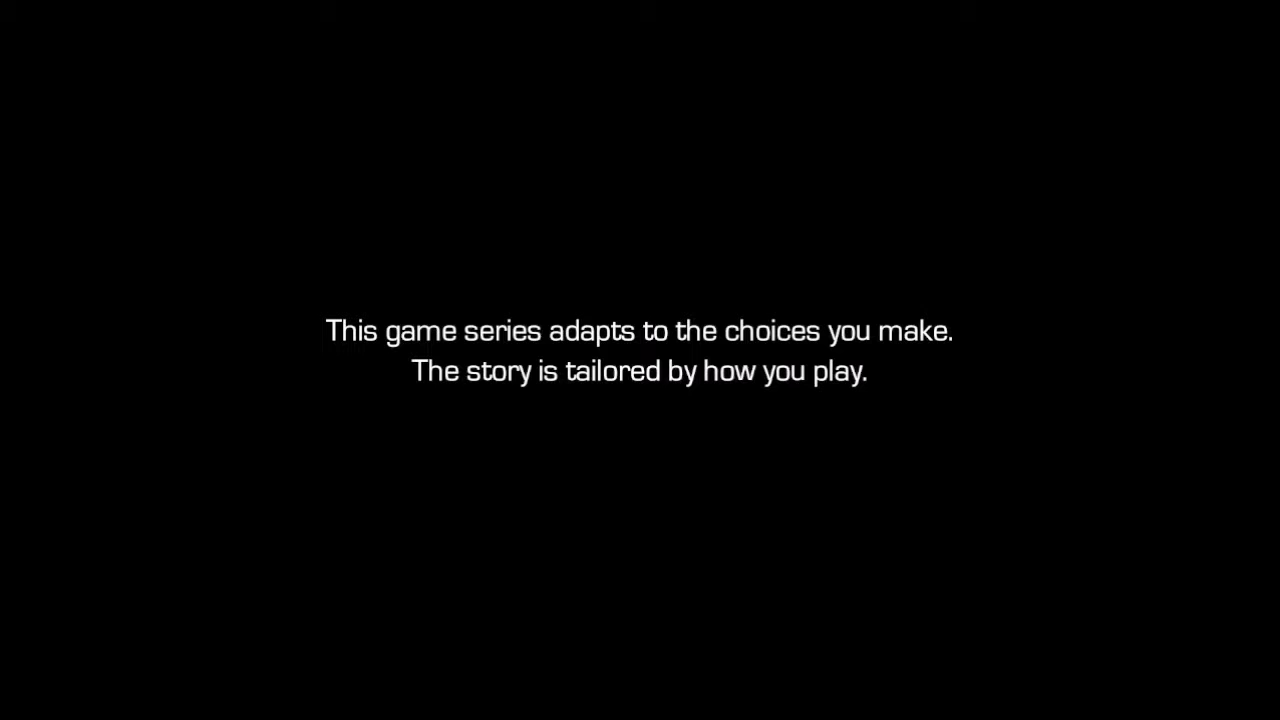 This game series adapts to the choices you make.
The story is tailored by how you play.